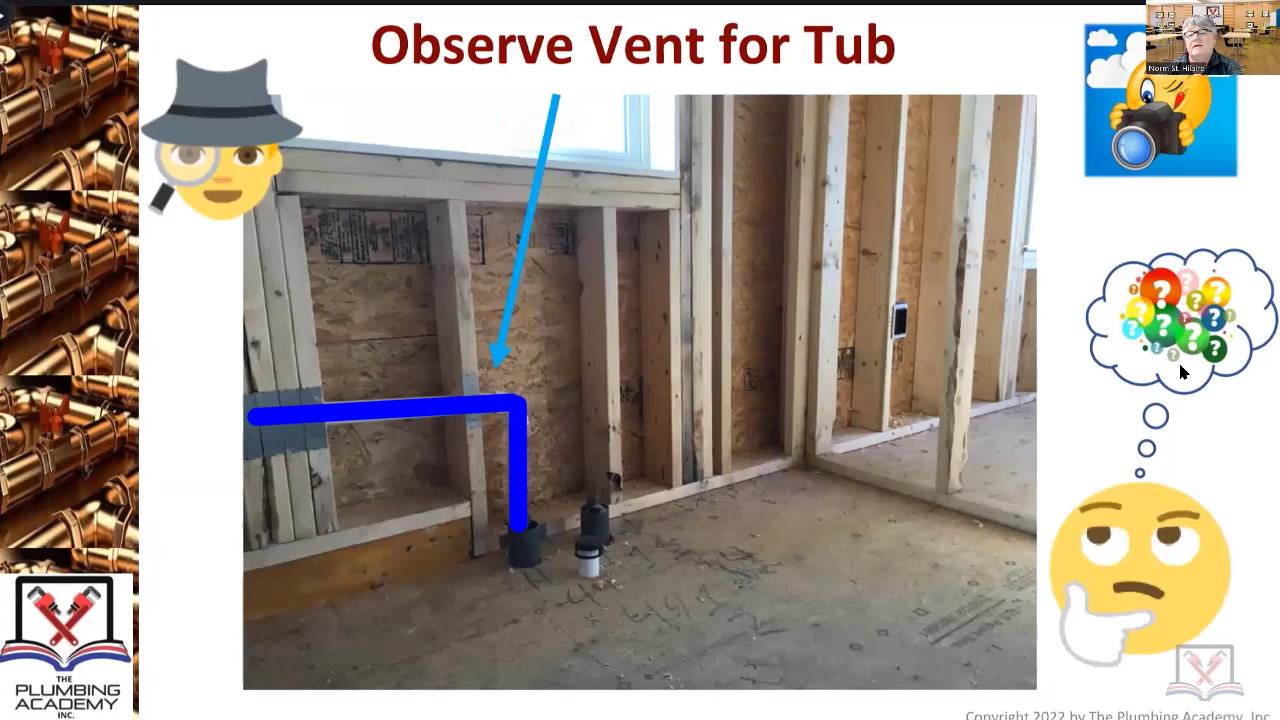 Observe Vent for Tub
Norm St. Hilaire
THE
PLUMBING
ACADEMY
INC.
Copyright 2022 by The Plumbing Academy, Inc